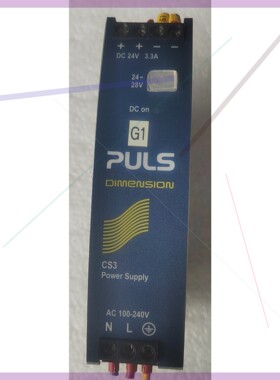 + + − −
DC 24V 3.3A
24-
28V
DC on
G1
PULS
DIMENSION
CS3
Power Supply
AC 100-240V
N L